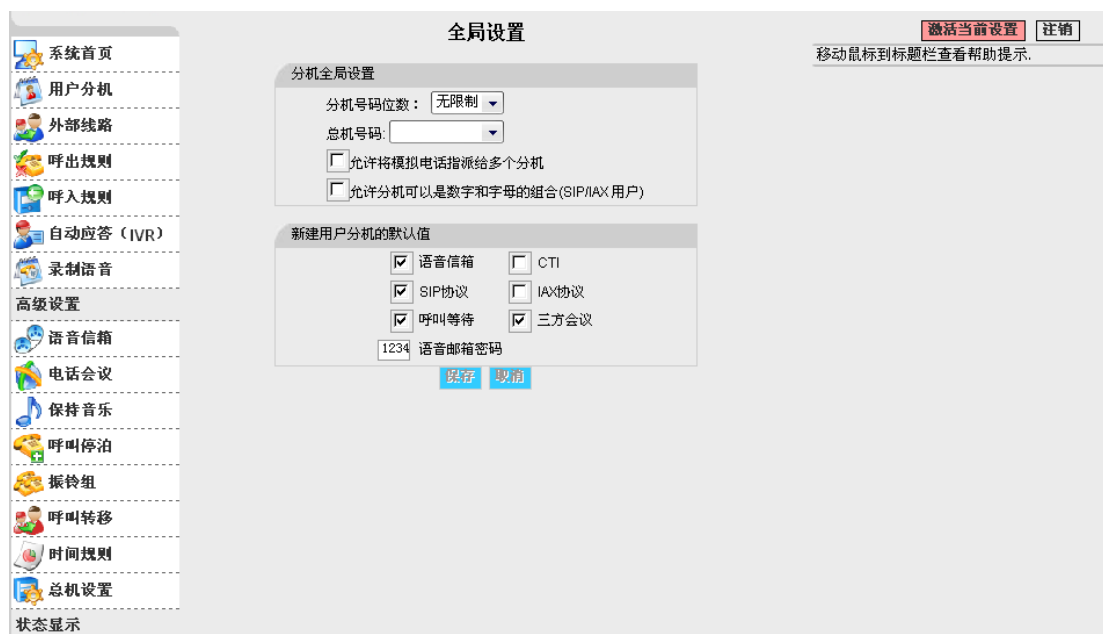 全局设置
激活当前设置 注销
移动鼠标到标题栏查看帮助提示.
系统首页
用户分机
外部线路
呼出规则
呼入规则
自动应答（IVR）
录制语音
高级设置
语音信箱
电话会议
保持音乐
呼叫停泊
振铃组
呼叫转移
时间规则
总机设置
状态显示
分机全局设置
分机号码位数： 无限制
总机号码:
允许将模拟电话指派给多个分机
允许分机可以是数字和字母的组合(SIP/IAX 用户)
新建用户分机的默认值
语音信箱 CTI
SIP协议 IAX协议
呼叫等待 三方会议
1234 语音邮箱密码
保存 取消